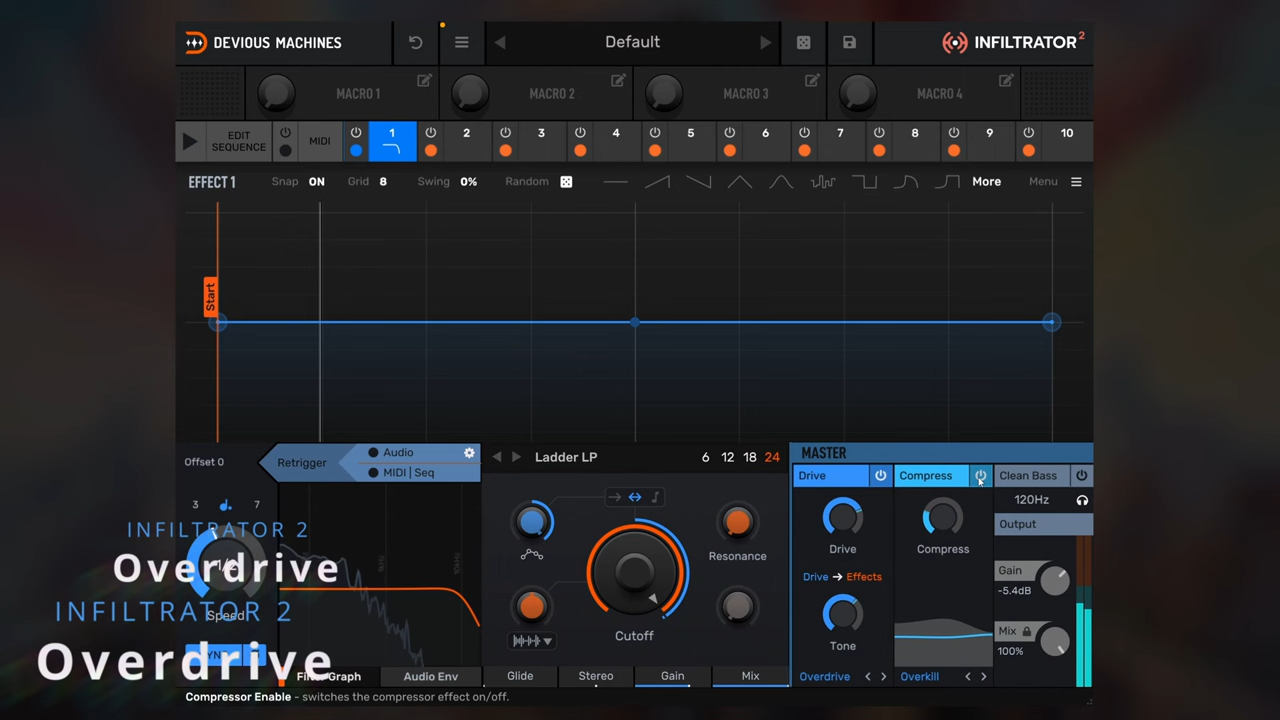 DEVIOUS MACHINES
Default
INFILTRATOR²
MACRO 1
MACRO 2
MACRO 3
MACRO 4
EDIT SEQUENCE
MIDI
1 2 3 4 5 6 7 8 9 10
EFFECT 1 Snap ON Grid 8 Swing 0% Random More Menu
Start
Offset 0
Retrigger
Audio
MIDI | Seq
Ladder LP 6 12 18 24
MASTER
Drive Compress Clean Bass
120Hz
Output
3 7
INFILTRATOR 2
Overdrive
INFILTRATOR 2
Overdrive
Speed
Resonance
Cutoff
Drive
Compress
Drive → Effects
Tone
Gain
-5.4dB
Mix
100%
Audio Env
Glide
Stereo
Gain
Mix
Overdrive
Overkill
Compressor Enable - switches the compressor effect on/off.